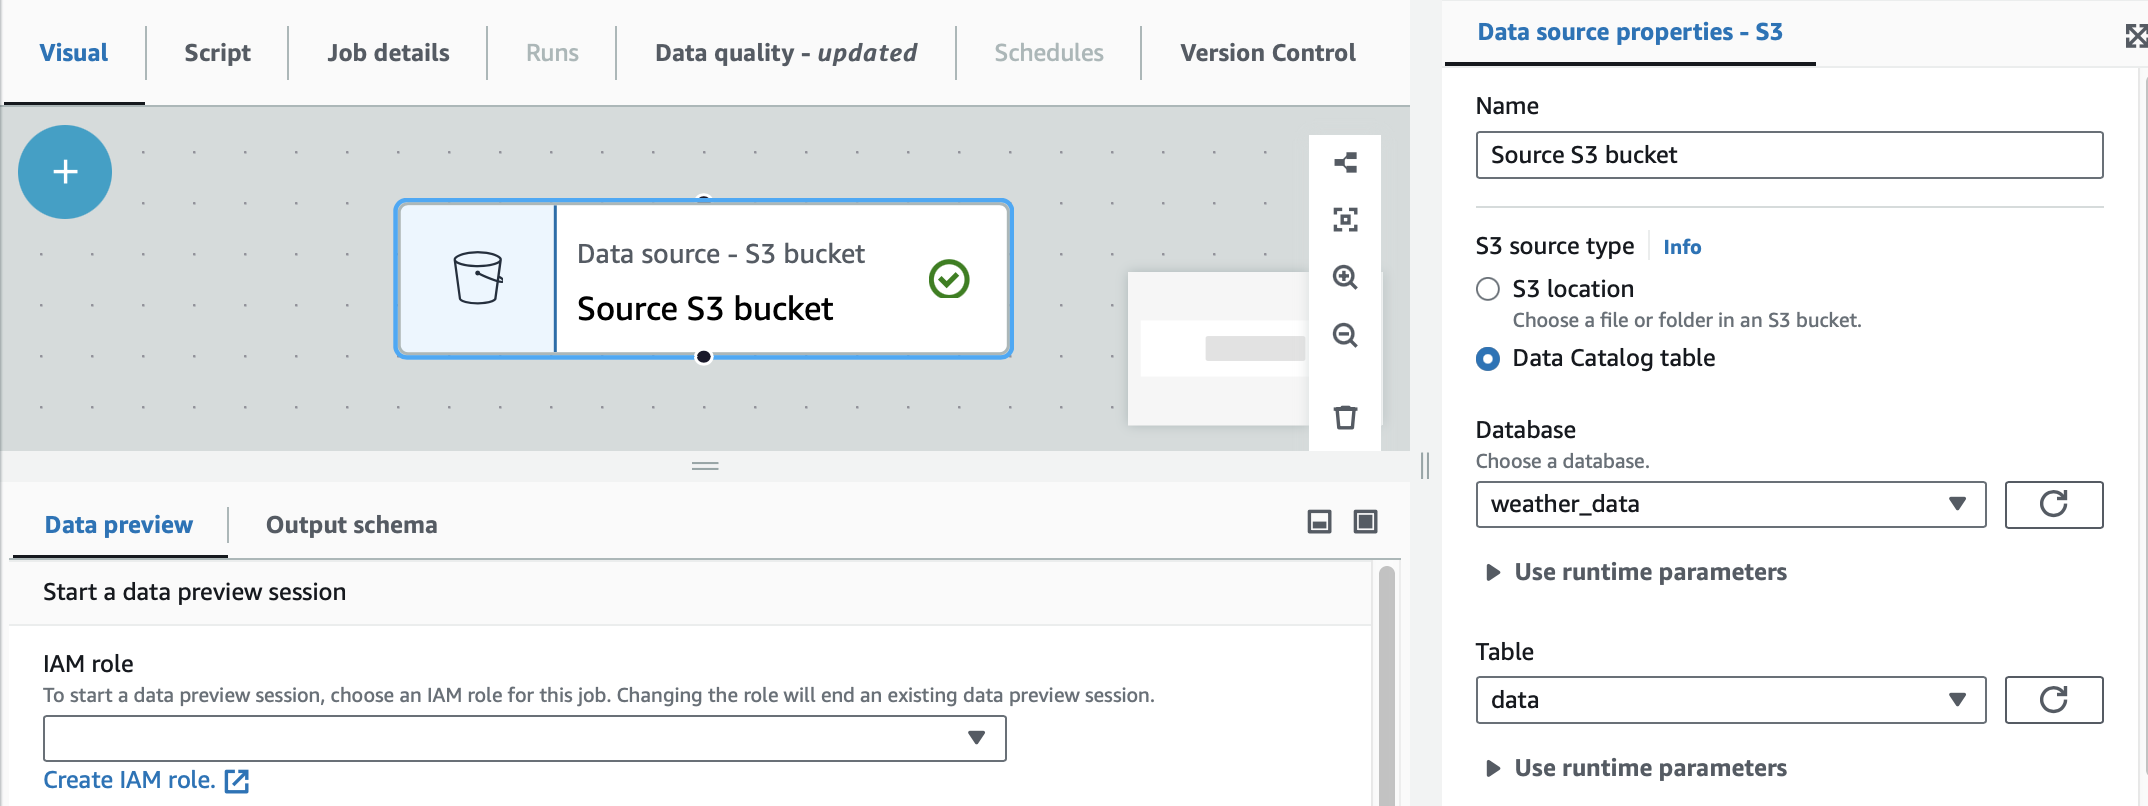 Visual
Script
Job details
Runs
Data quality - updated
Schedules
Version Control
Data source - S3 bucket
Source S3 bucket
Data preview
Output schema
Start a data preview session
IAM role
To start a data preview session, choose an IAM role for this job. Changing the role will end an existing data preview session.
Create IAM role.
Data source properties - S3
Name
Source S3 bucket
S3 source type
Info
S3 location
Choose a file or folder in an S3 bucket.
Data Catalog table
Database
Choose a database.
weather_data
Use runtime parameters
Table
data
Use runtime parameters